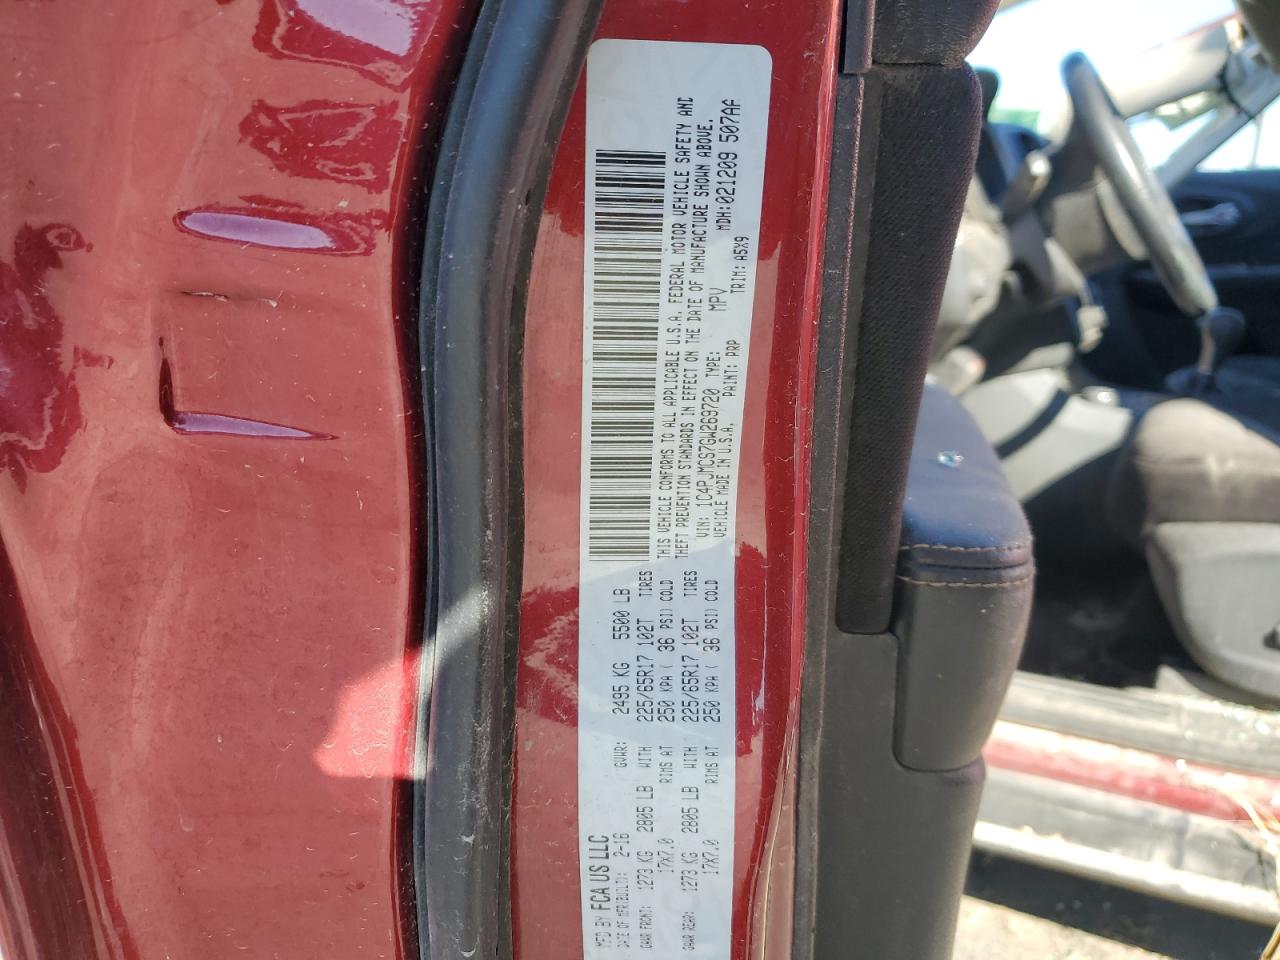 MFD BY FCA US LLC
DATE OF MFR(BUILT): 2-16 GVWR: 2495 KG 5500 LB
GAWR FRONT: 1273 KG 2805 LB WITH 225/65R17 102T TIRES
17X7.0 RIMS AT 250 KPA ( 36 PSI) COLD
GAWR REAR: 1273 KG 2805 LB WITH 225/65R17 102T TIRES
17X7.0 RIMS AT 250 KPA ( 36 PSI) COLD
THIS VEHICLE CONFORMS TO ALL APPLICABLE U.S.A. FEDERAL MOTOR VEHICLE SAFETY AND
THEFT PREVENTION STANDARDS IN EFFECT ON THE DATE OF MANUFACTURE SHOWN ABOVE.
VIN: 1C4PJMCS7GW269720 TYPE: MPV MDH:021209 507AF
VEHICLE MADE IN U.S.A. PAINT: PRP TRIM: A5X9